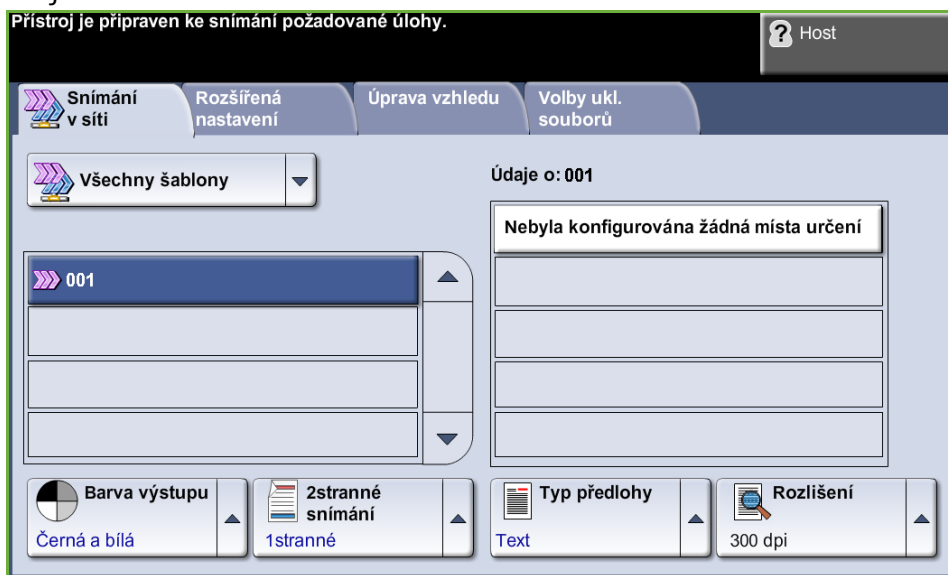 Přístroj je připraven ke snímání požadované úlohy.
Host
Snímání
v síti
Rozšířená
nastavení
Úprava vzhledu
Volby ukl.
souborů
Všechny šablony
Údaje o: 001
Nebyla konfigurována žádná místa určení
001
Barva výstupu
Černá a bílá
2stranné
snímání
1stranné
Typ předlohy
Text
Rozlišení
300 dpi